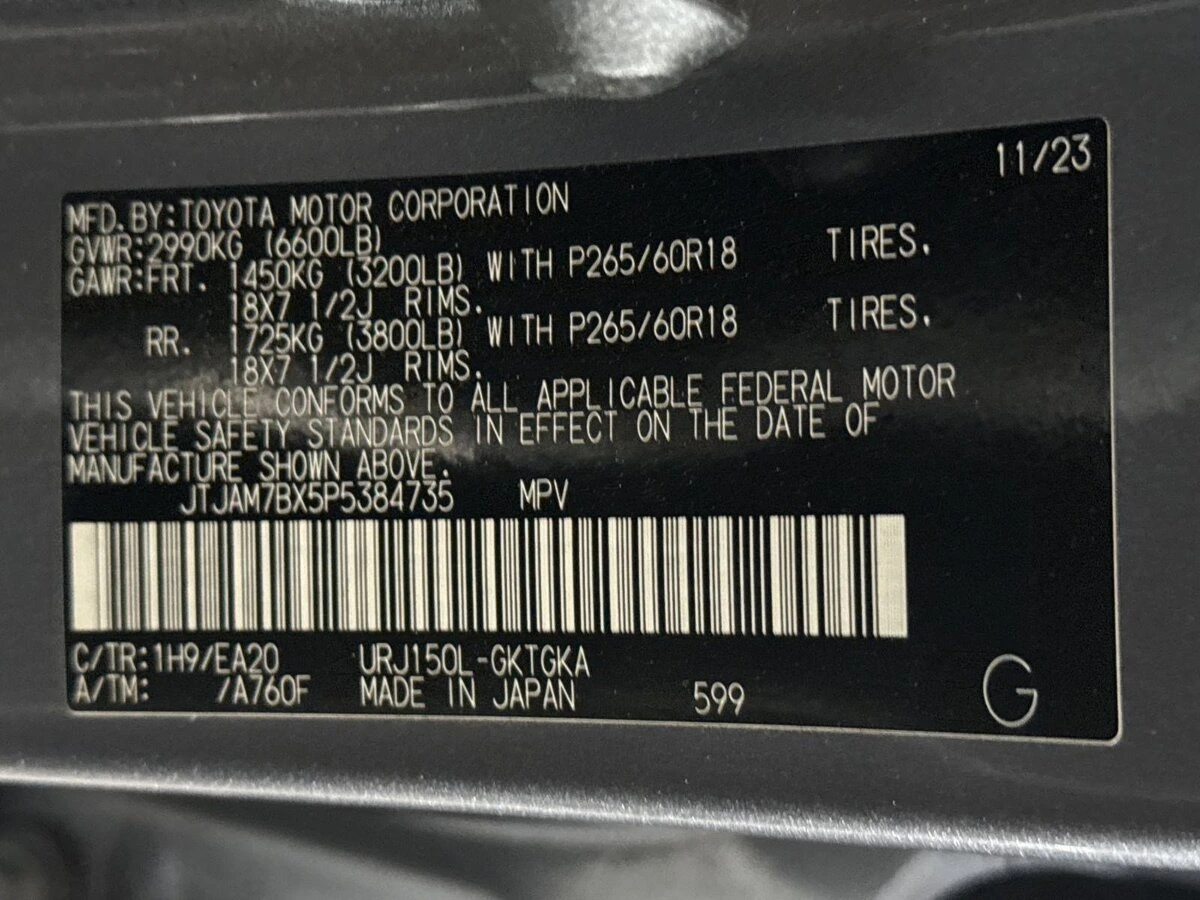 11/23
MFD.BY:TOYOTA MOTOR CORPORATION
GVWR:2990KG (6600LB)
GAWR:FRT. 1450KG (3200LB) WITH P265/60R18 TIRES.
18X7 1/2J RIMS.
RR. 1725KG (3800LB) WITH P265/60R18 TIRES.
18X7 1/2J RIMS.
THIS VEHICLE CONFORMS TO ALL APPLICABLE FEDERAL MOTOR
VEHICLE SAFETY STANDARDS IN EFFECT ON THE DATE OF
MANUFACTURE SHOWN ABOVE.
JTJAM7BX5P5384735 MPV
C/TR:1H9/EA20 URJ150L-GKTGKA
A/TM: /A760F MADE IN JAPAN 599 G